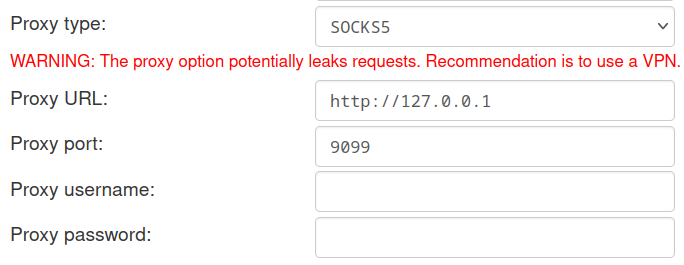 Proxy type:
SOCKS5
WARNING: The proxy option potentially leaks requests. Recommendation is to use a VPN.
Proxy URL:
http://127.0.0.1
Proxy port:
9099
Proxy username:
Proxy password: